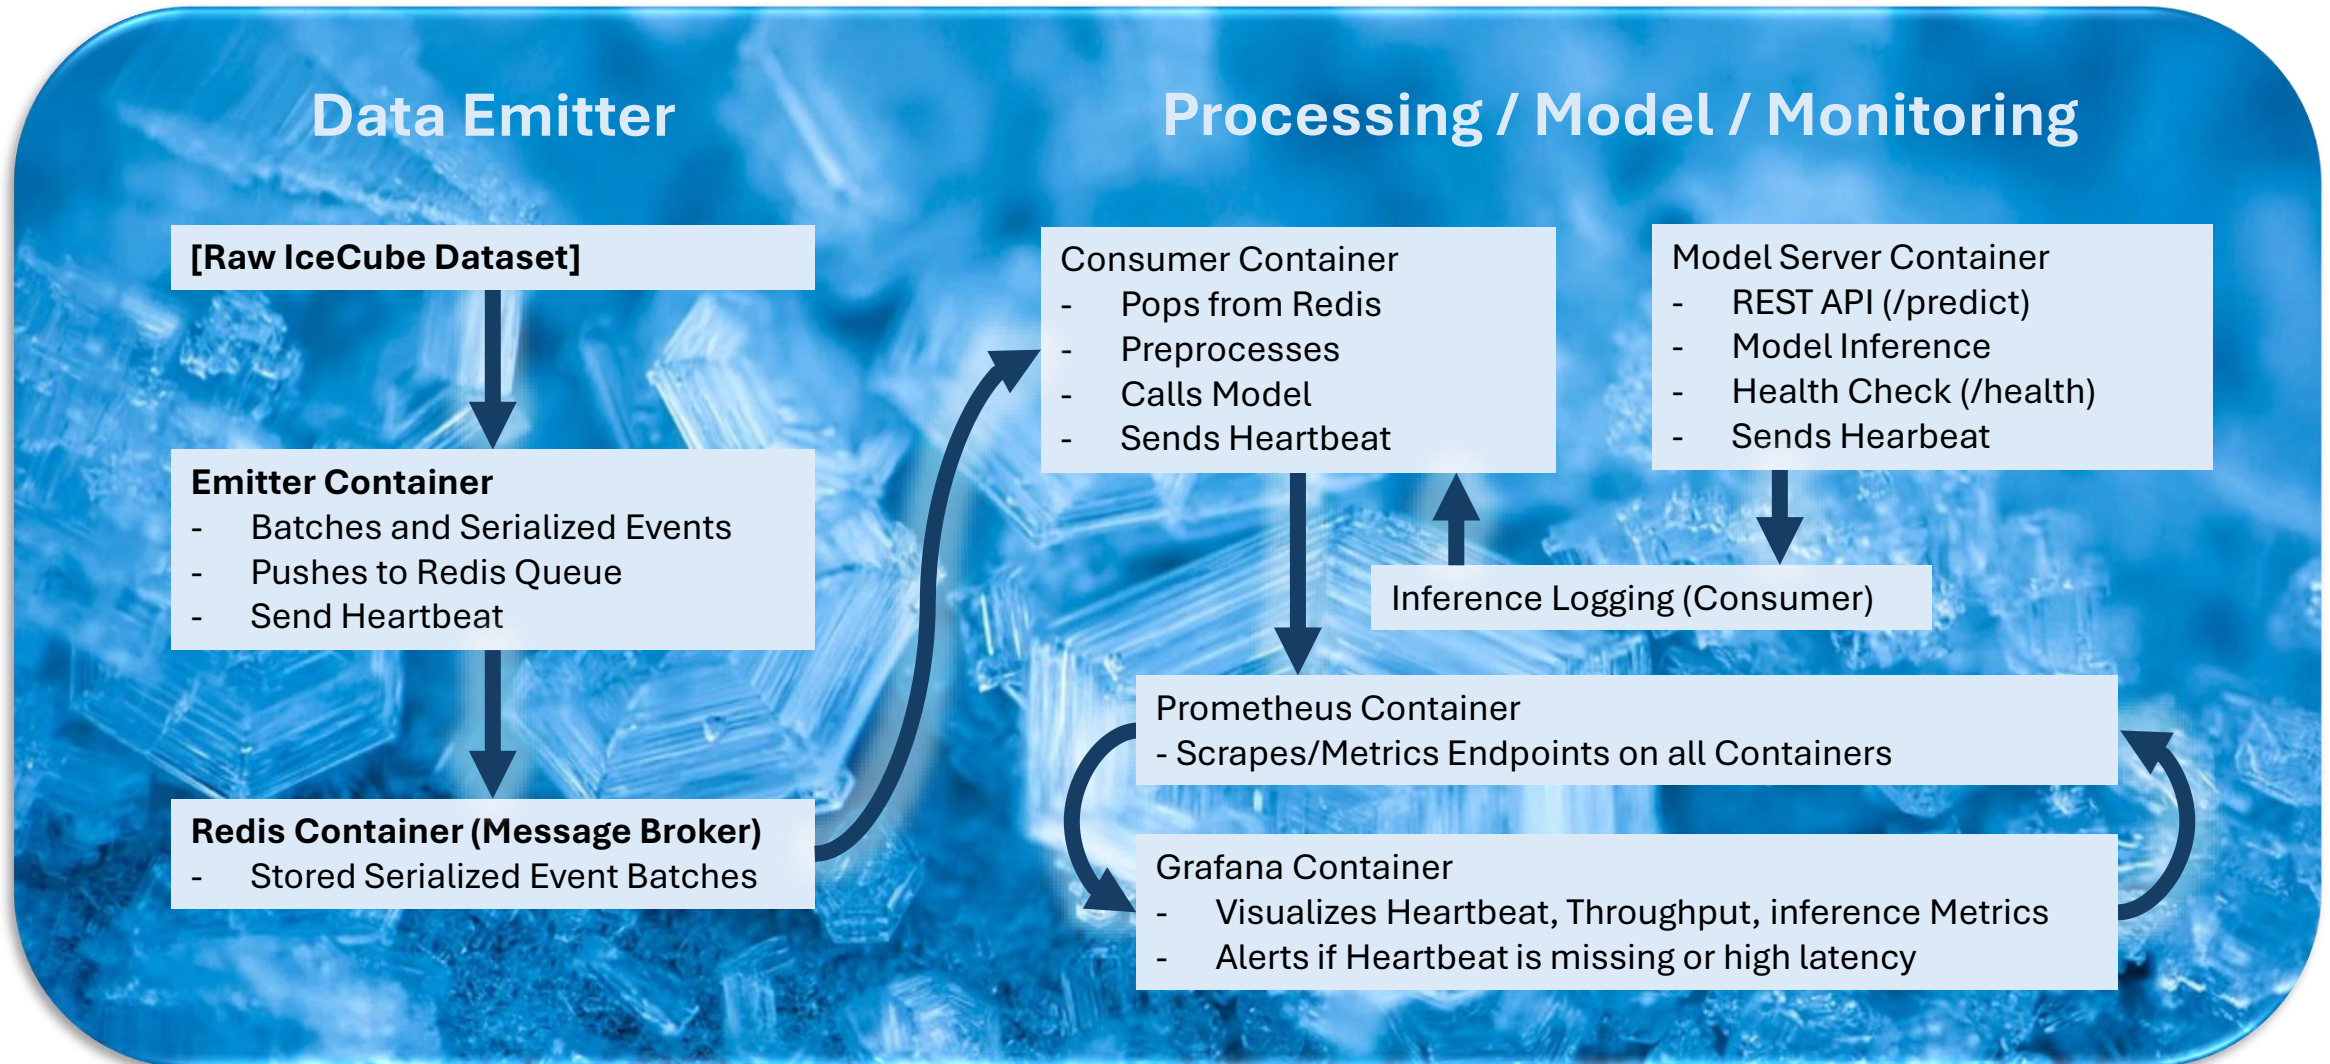 Data Emitter
Processing / Model / Monitoring
[Raw IceCube Dataset]
Emitter Container
- Batches and Serialized Events
- Pushes to Redis Queue
- Send Heartbeat
Redis Container (Message Broker)
- Stored Serialized Event Batches
Consumer Container
- Pops from Redis
- Preprocesses
- Calls Model
- Sends Heartbeat
Model Server Container
- REST API (/predict)
- Model Inference
- Health Check (/health)
- Sends Hearbeat
Inference Logging (Consumer)
Prometheus Container
- Scrapes/Metrics Endpoints on all Containers
Grafana Container
- Visualizes Heartbeat, Throughput, inference Metrics
- Alerts if Heartbeat is missing or high latency